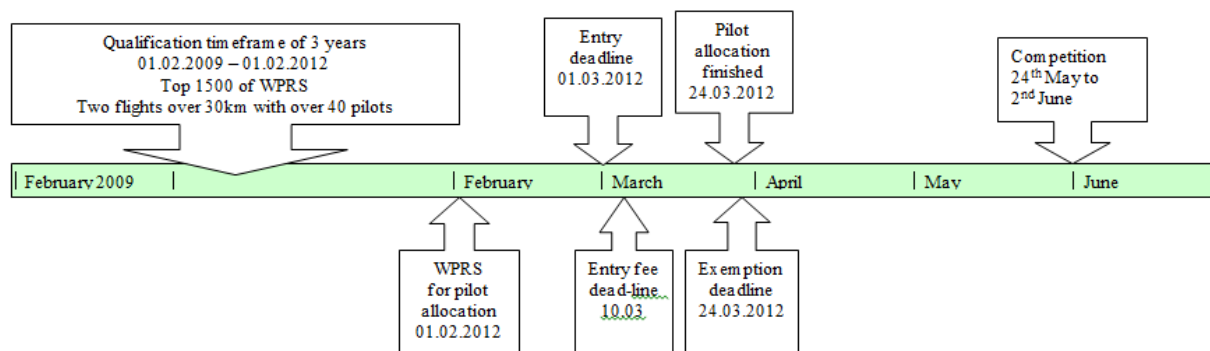 Qualification timeframe of 3 years
01.02.2009 – 01.02.2012
Top 1500 of WPRS
Two flights over 30km with over 40 pilots
Entry
deadline
01.03.2012
Pilot
allocation
finished
24.03.2012
Competition
24th May to
2nd June
February 2009
February
March
April
May
June
WPRS
for pilot
allocation
01.02.2012
Entry fee
dead-line
10.03
Exemption
deadline
24.03.2012